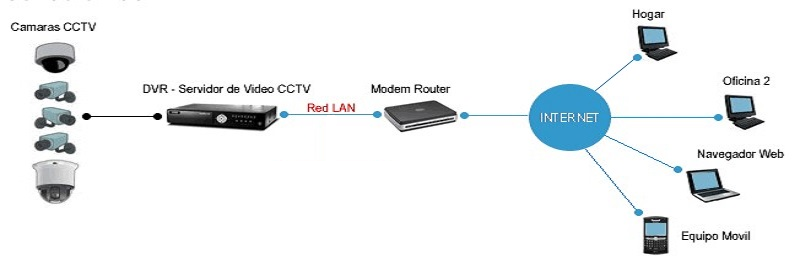 Camaras CCTV
DVR - Servidor de Video CCTV
Red LAN
Modem Router
INTERNET
Hogar
Oficina 2
Navegador Web
Equipo Movil